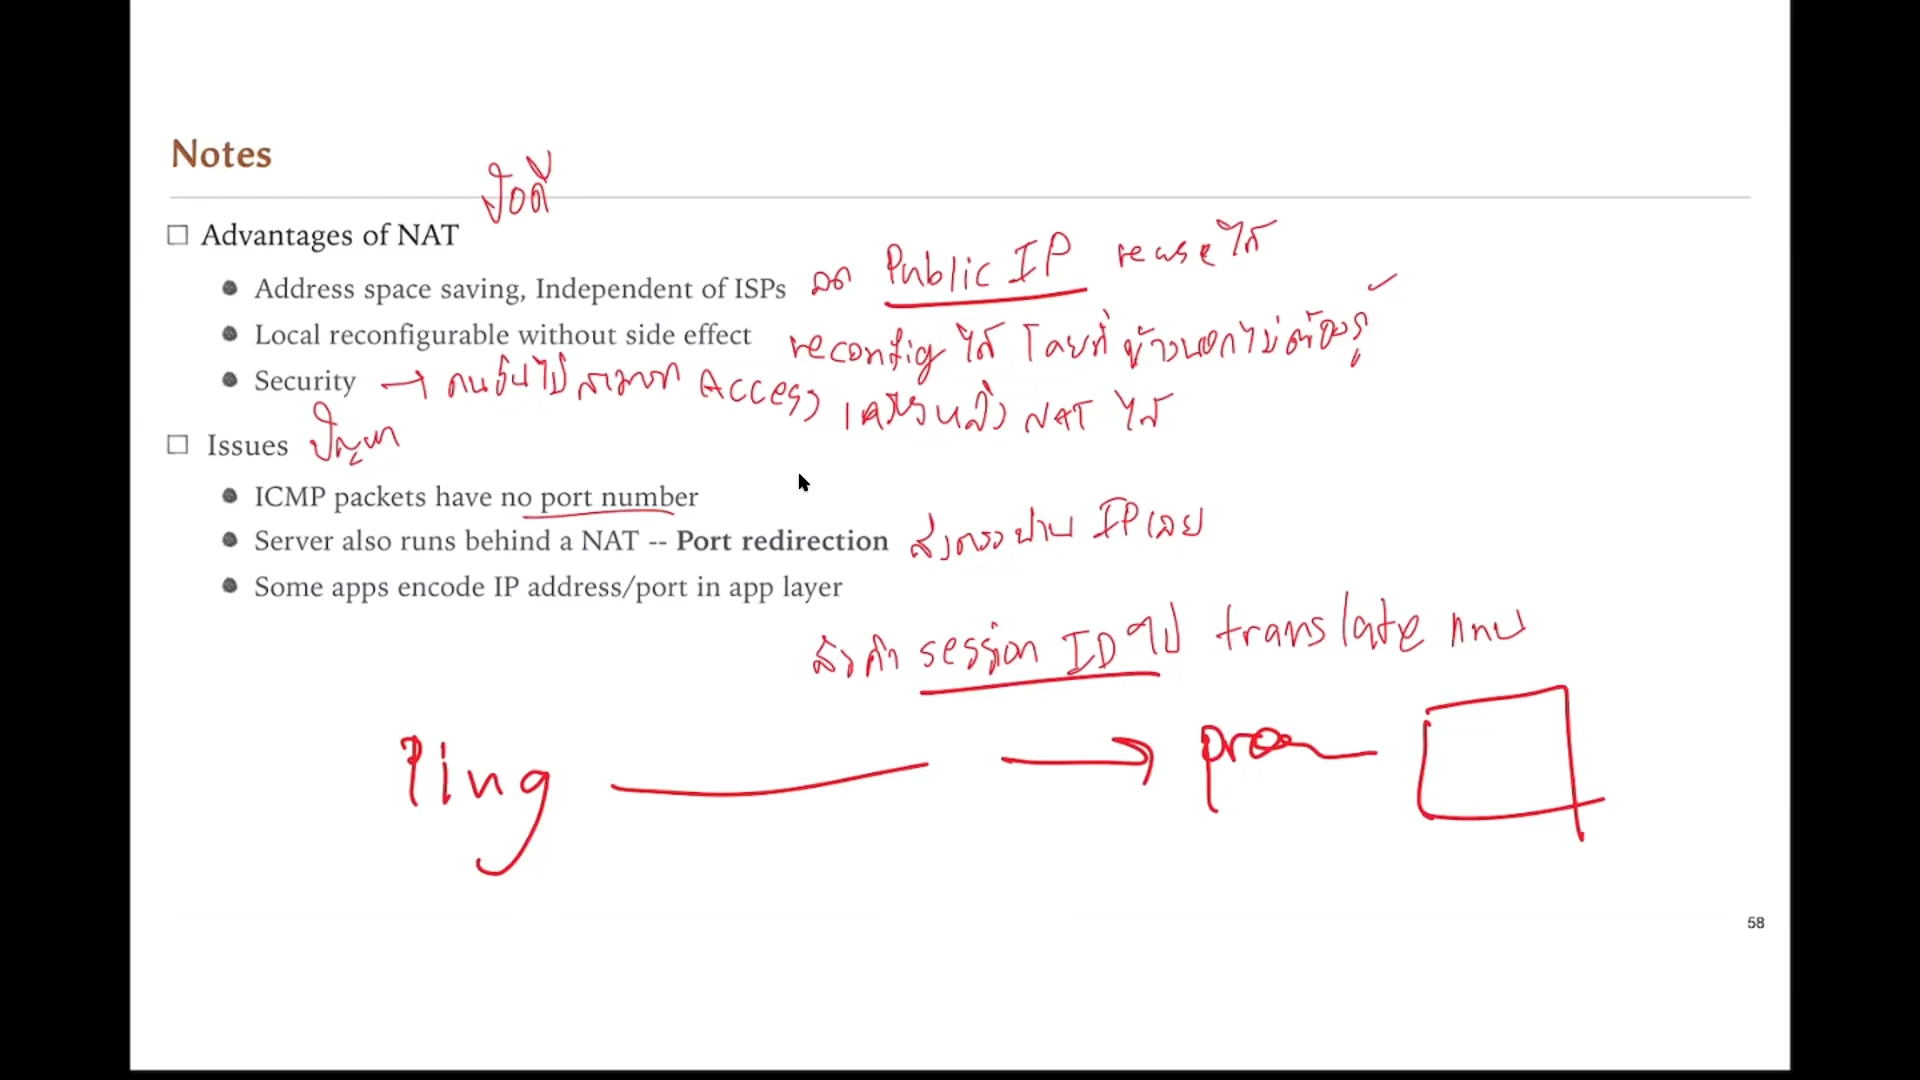 Notes
ข้อดี
Advantages of NAT
Address space saving, Independent of ISPs ลด Public IP reuse ได้
Local reconfigurable without side effect reconfig ได้ โดยที่ ข้างนอกไม่ต้องรู้
Security → คนอื่นไม่สามารถ Access เครื่องหลัง NAT ได้
Issues ปัญหา
ICMP packets have no port number
Server also runs behind a NAT -- Port redirection ส่งตรงผ่าน IP เลย
Some apps encode IP address/port in app layer
ส่งค่า session ID ไป translate แทน
Ping
58